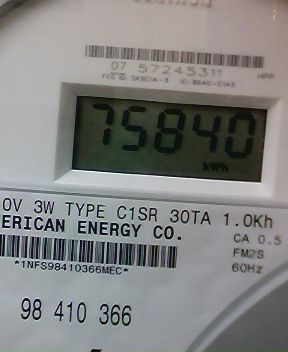 07 57245311
HPP
75840
kWh
0V 3W TYPE C1SR 30TA 1.0Kh
ERICAN ENERGY CO.
CA 0.5
FM2S
*1NFS98410366MEC*
60Hz
98 410 366